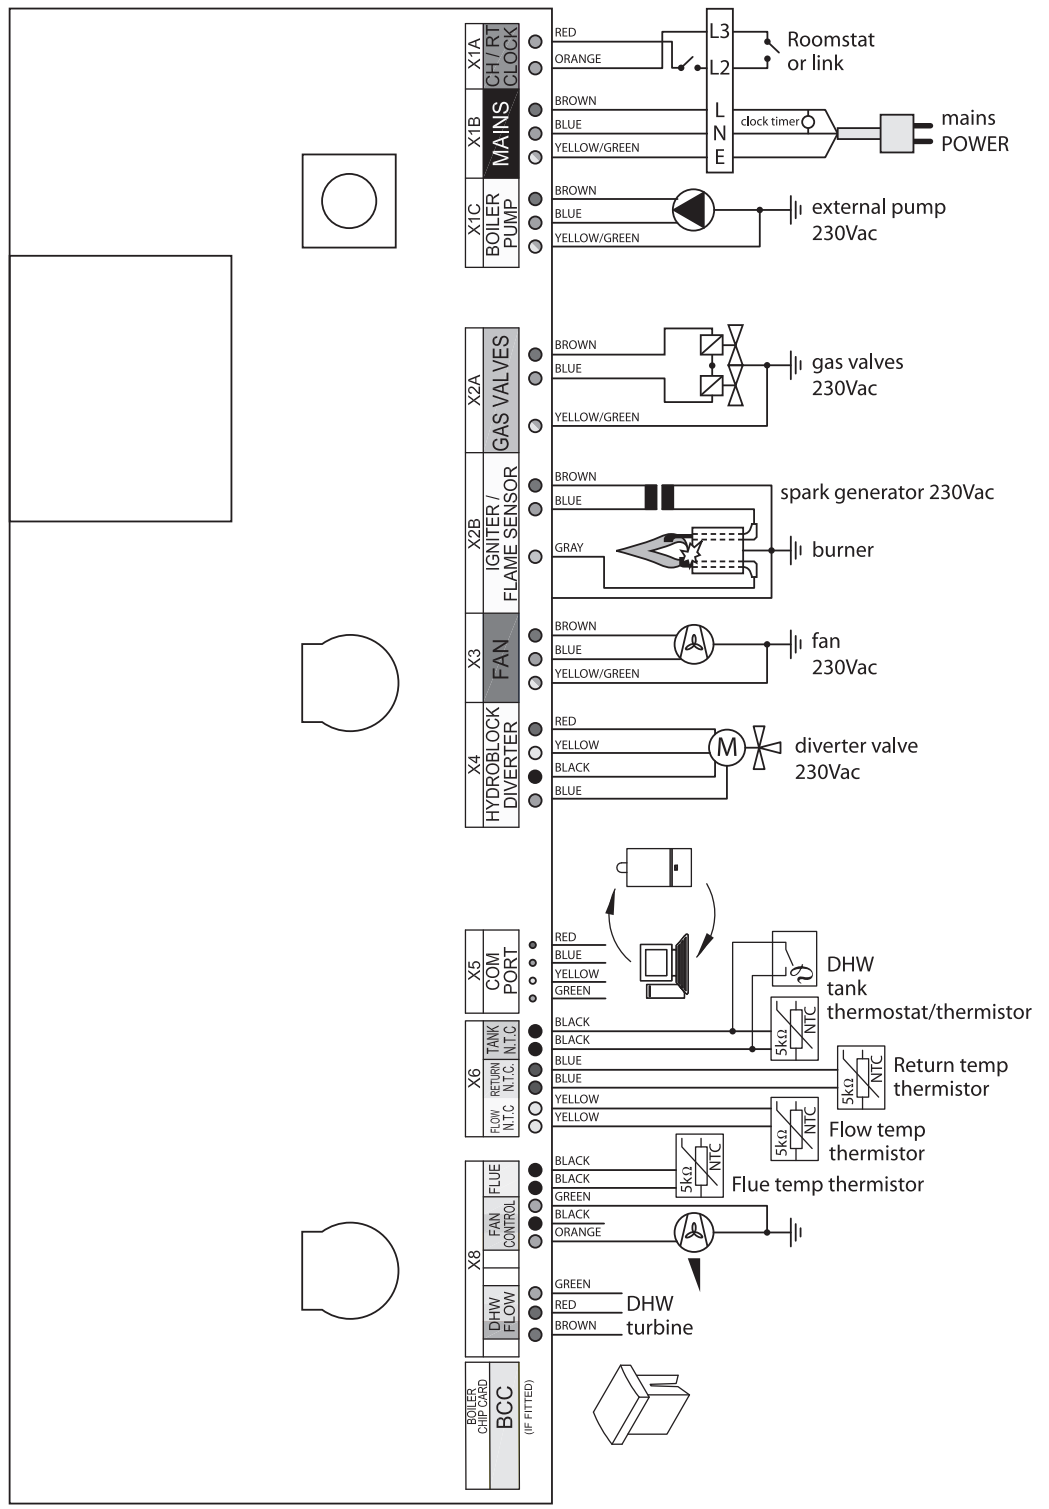 X1A
CH / RT
CLOCK
RED
ORANGE
L3
L2
Roomstat
or link
X1B
MAINS
BROWN
BLUE
YELLOW/GREEN
L
N
E
clock timer
mains
POWER
X1C
BOILER
PUMP
BROWN
BLUE
YELLOW/GREEN
external pump
230Vac
X2A
GAS VALVES
BROWN
BLUE
YELLOW/GREEN
gas valves
230Vac
X2B
IGNITER /
FLAME SENSOR
BROWN
BLUE
GRAY
spark generator 230Vac
burner
X3
FAN
BROWN
BLUE
YELLOW/GREEN
fan
230Vac
X4
HYDROBLOCK
DIVERTER
RED
YELLOW
BLACK
BLUE
M
diverter valve
230Vac
X5
COM
PORT
RED
BLUE
YELLOW
GREEN
ϑ
DHW
tank
thermostat/thermistor
X6
TANK
N.T.C
RETURN
N.T.C.
FLOW
N.T.C
BLACK
BLACK
BLUE
BLUE
YELLOW
YELLOW
5kΩ
NTC
5kΩ
NTC
Return temp
thermistor
5kΩ
NTC
Flow temp
thermistor
X8
FLUE
FAN
CONTROL
DHW
FLOW
BLACK
BLACK
GREEN
BLACK
ORANGE
5kΩ
NTC
Flue temp thermistor
GREEN
RED
BROWN
DHW
turbine
BOILER
CHIP CARD
BCC
(IF FITTED)